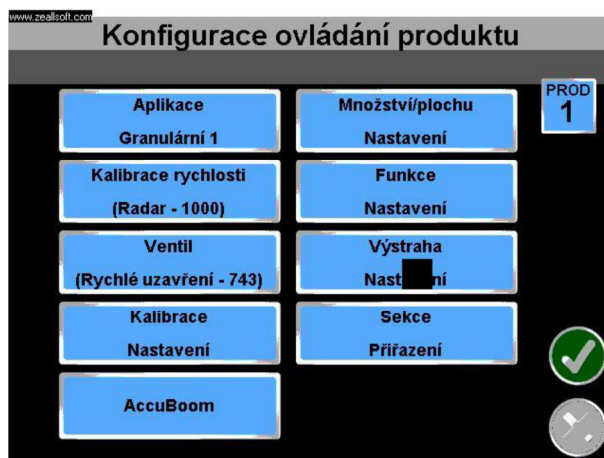 www.zeallsoft.com
Konfigurace ovládání produktu
PROD
1
Aplikace
Granulární 1
Množství/plochu
Nastavení
Kalibrace rychlosti
(Radar - 1000)
Funkce
Nastavení
Ventil
(Rychlé uzavření - 743)
Výstraha
Kalibrace
Nastavení
Sekce
Přiřazení
AccuBoom